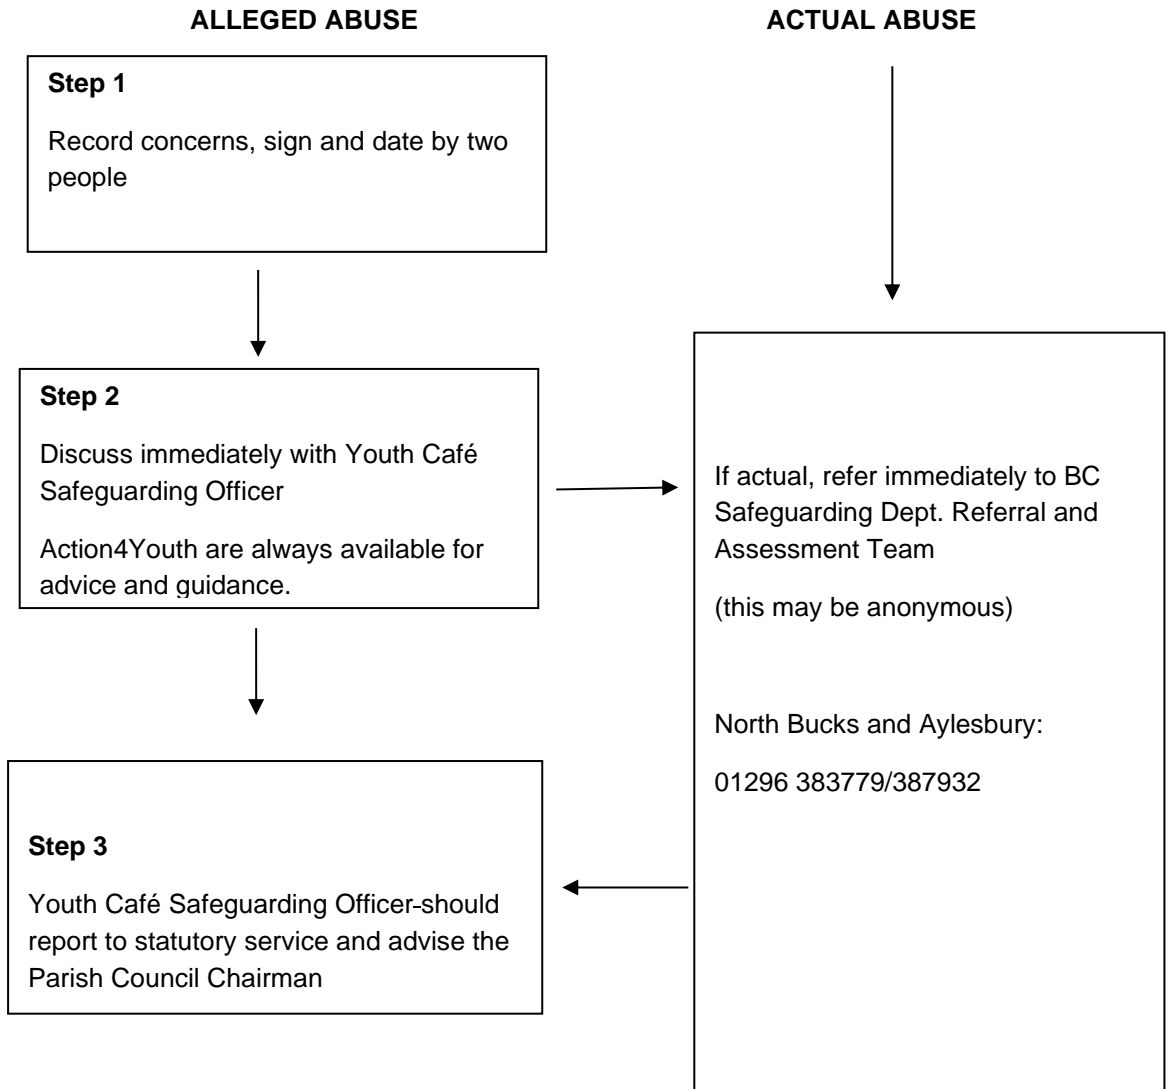 ALLEGED ABUSE
ACTUAL ABUSE
Step 1
Record concerns, sign and date by two
people
Step 2
Discuss immediately with Youth Café
Safeguarding Officer
Action4Youth are always available for
advice and guidance.
If actual, refer immediately to BC
Safeguarding Dept. Referral and
Assessment Team
(this may be anonymous)
North Bucks and Aylesbury:
01296 383779/387932
Step 3
Youth Café Safeguarding Officer-should
report to statutory service and advise the
Parish Council Chairman